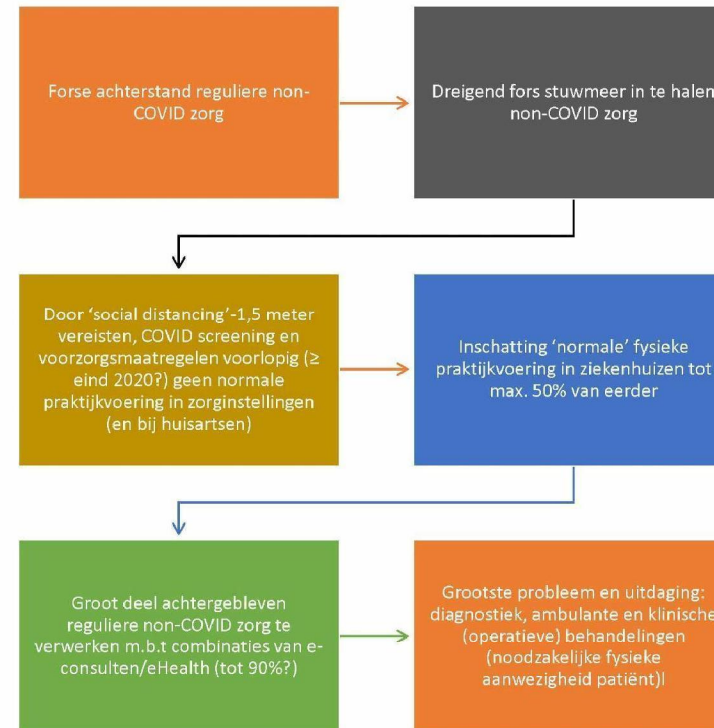 Forse achterstand reguliere non-
COVID zorg
Dreigend fors stuwmeer in te halen
non-COVID zorg
Door ‘social distancing’-1,5 meter
vereisten, COVID screening en
voorzorgsmaatregelen voorlopig (≥
eind 2020?) geen normale
praktijkvoering in zorginstellingen
(en bij huisartsen)
Inschatting ‘normale’ fysieke
praktijkvoering in ziekenhuizen tot
max. 50% van eerder
Groot deel achtergebleven
reguliere non-COVID zorg te
verwerken m.b.t combinaties van e-
consulten/eHealth (tot 90%?)
Grootste probleem en uitdaging:
diagnostiek, ambulante en klinische
(operatieve) behandelingen
(noodzakelijke fysieke
aanwezigheid patiënt)l